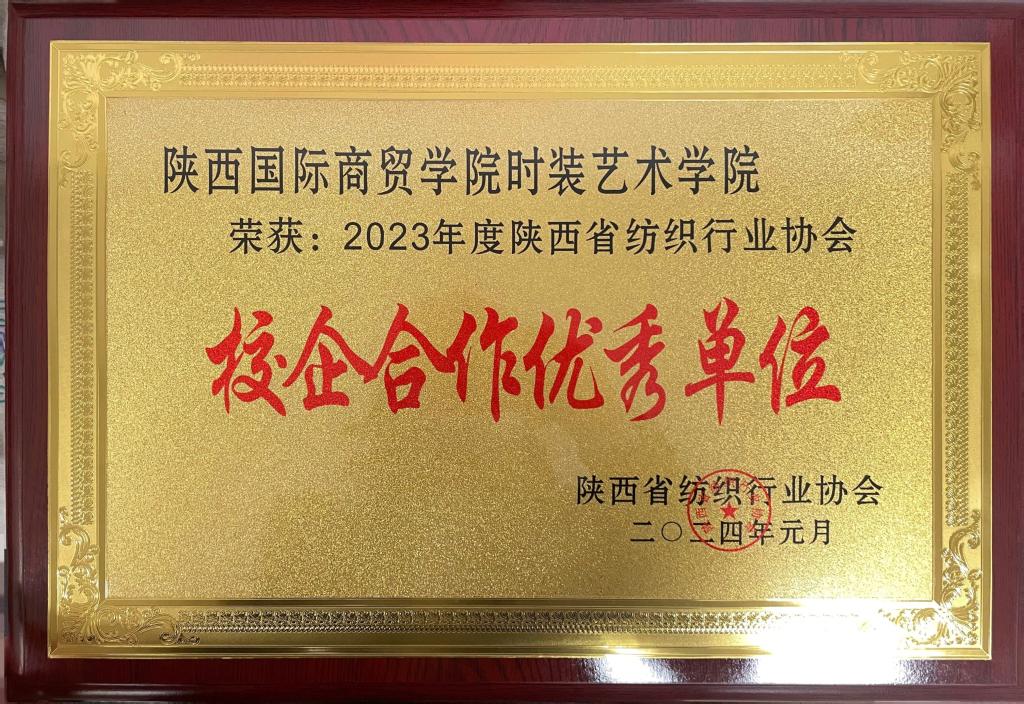 陕西国际商贸学院时装艺术学院
荣获：2023年度陕西省纺织行业协会
校企合作优秀单位
陕西省纺织行业协会
二〇二四年元月